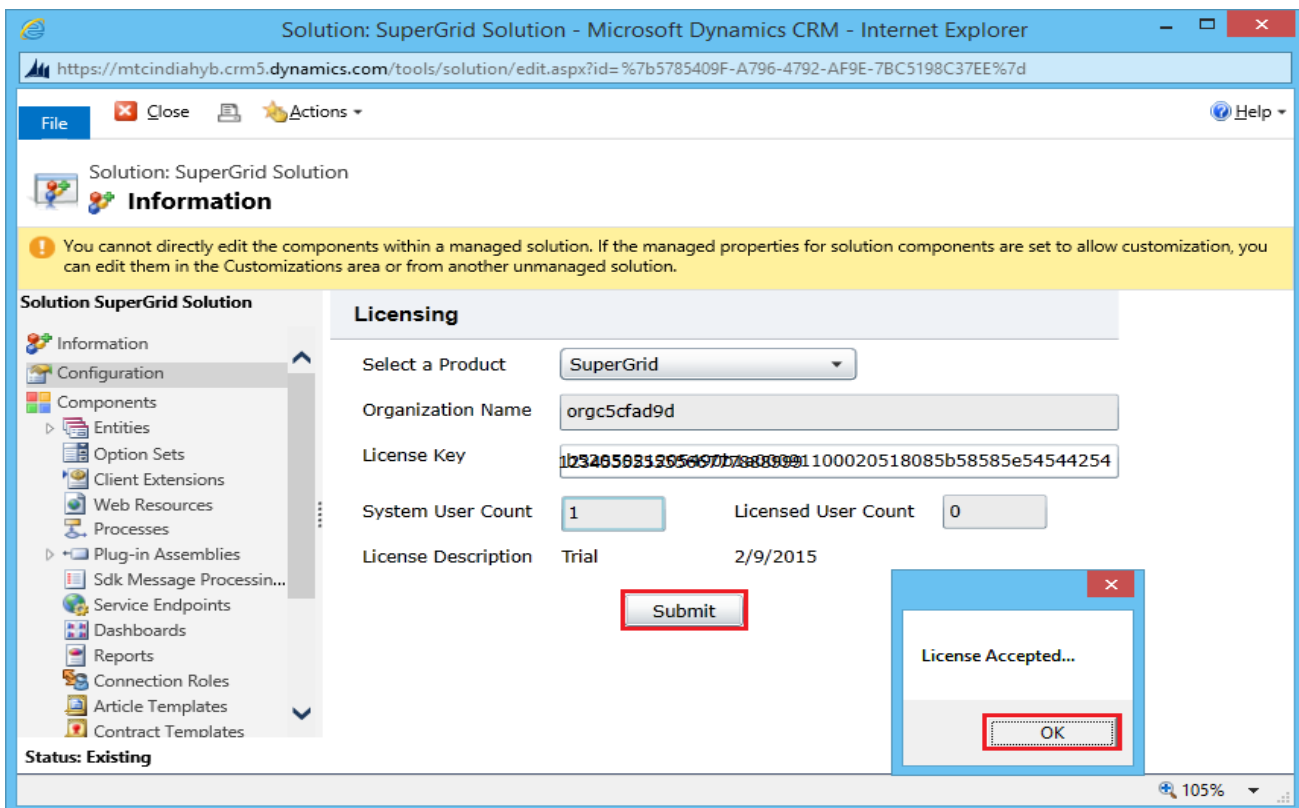 Solution: SuperGrid Solution - Microsoft Dynamics CRM - Internet Explorer
https://mtcindiahyb.crm5.dynamics.com/tools/solution/edit.aspx?id=%7b5785409F-A796-4792-AF9E-7BC5198C37EE%7d
File Close Actions Help
Solution: SuperGrid Solution
Information
You cannot directly edit the components within a managed solution. If the managed properties for solution components are set to allow customization, you
can edit them in the Customizations area or from another unmanaged solution.
Solution SuperGrid Solution
Information
Configuration
Components
Entities
Option Sets
Client Extensions
Web Resources
Processes
Plug-in Assemblies
Sdk Message Processin...
Service Endpoints
Dashboards
Reports
Connection Roles
Article Templates
Contract Templates
Status: Existing
Licensing
Select a Product SuperGrid
Organization Name orgc5cfad9d
License Key
System User Count 1 Licensed User Count 0
License Description Trial 2/9/2015
Submit
License Accepted...
OK
105%